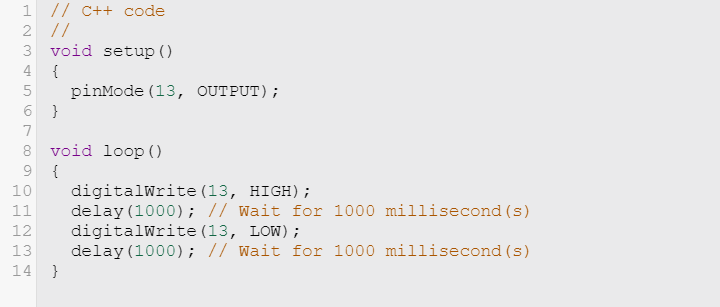 1 // C++ code
2 //
3 void setup()
4 {
5   pinMode(13, OUTPUT);
6 }
7
8 void loop()
9 {
10   digitalWrite(13, HIGH);
11   delay(1000); // Wait for 1000 millisecond(s)
12   digitalWrite(13, LOW);
13   delay(1000); // Wait for 1000 millisecond(s)
14 }